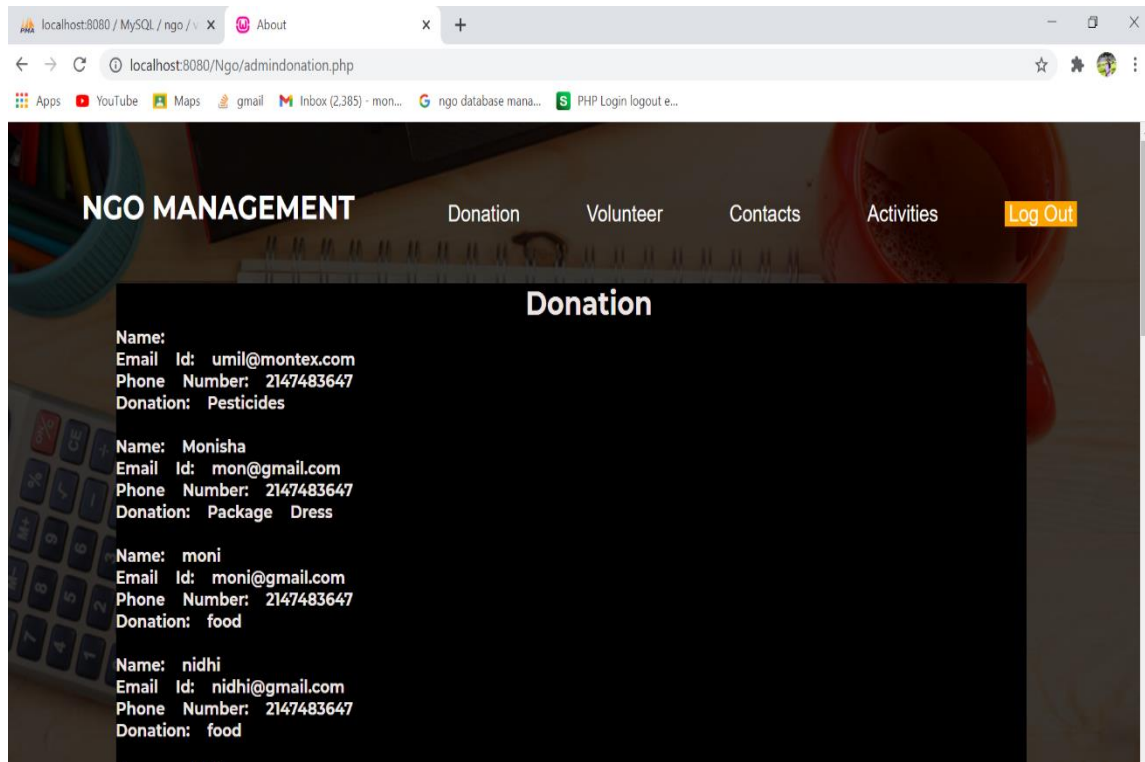 localhost:8080 / MySQL / ngo / v
About
localhost:8080/Ngo/admindonation.php
Apps YouTube Maps gmail Inbox (2,385) - mon... ngo database mana... PHP Login logout e...
NGO MANAGEMENT Donation Volunteer Contacts Activities Log Out
Donation
Name:
Email Id: umil@montex.com
Phone Number: 2147483647
Donation: Pesticides
Name: Monisha
Email Id: mon@gmail.com
Phone Number: 2147483647
Donation: Package Dress
Name: moni
Email Id: moni@gmail.com
Phone Number: 2147483647
Donation: food
Name: nidhi
Email Id: nidhi@gmail.com
Phone Number: 2147483647
Donation: food